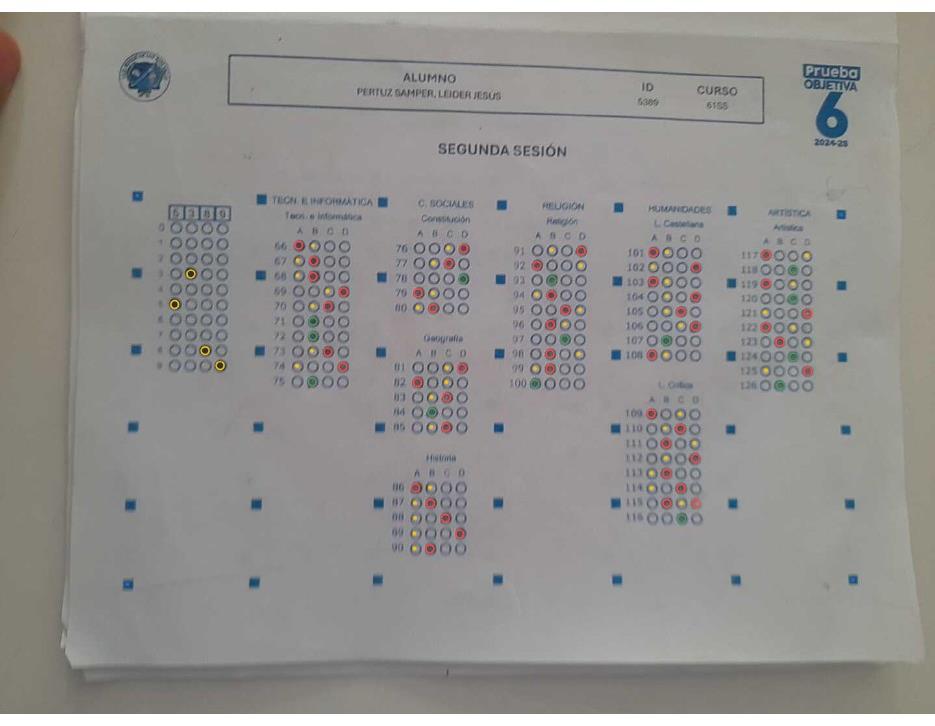 ALUMNO
PERTUZ SAMPER, LEIDER JESÚS
ID
5389
CURSO
61SS
Prueba
OBJETIVA
6
2024-25
SEGUNDA SESIÓN
5 3 8 9
0
1
2
3
4
5
6
7
8
9
TECN. E INFORMÁTICA
Tecn. e Informática
A B C D
66
67
68
69
70
71
72
73
74
75
C. SOCIALES
Constitución
A B C D
76
77
78
79
80
Geografía
A B C D
81
82
83
84
85
Historia
A B C D
86
87
88
89
90
RELIGIÓN
Religión
A B C D
91
92
93
94
95
96
97
98
99
100
HUMANIDADES
L. Castellana
A B C D
101
102
103
104
105
106
107
108
L. Crítica
A B C D
109
110
111
112
113
114
115
116
ARTÍSTICA
Artística
A B C D
117
118
119
120
121
122
123
124
125
126